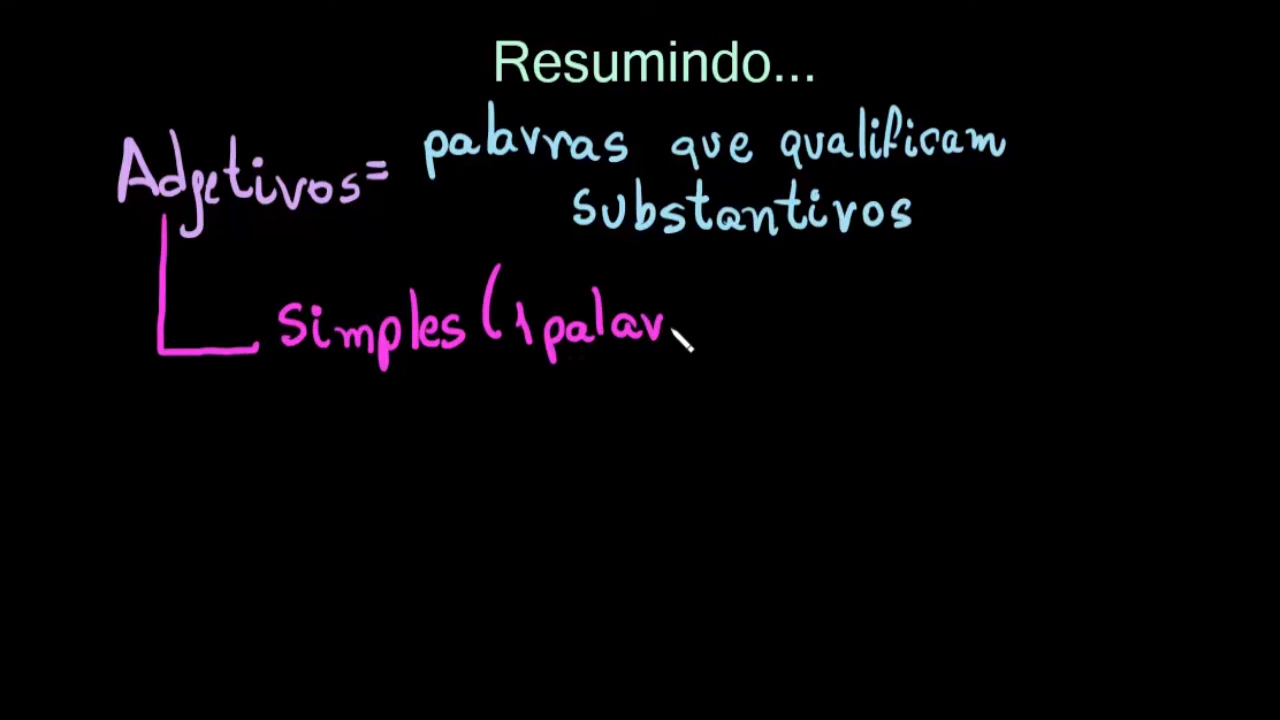 Resumindo...
Adjetivos = palavras que qualificam
substantivos
simples (1 palav